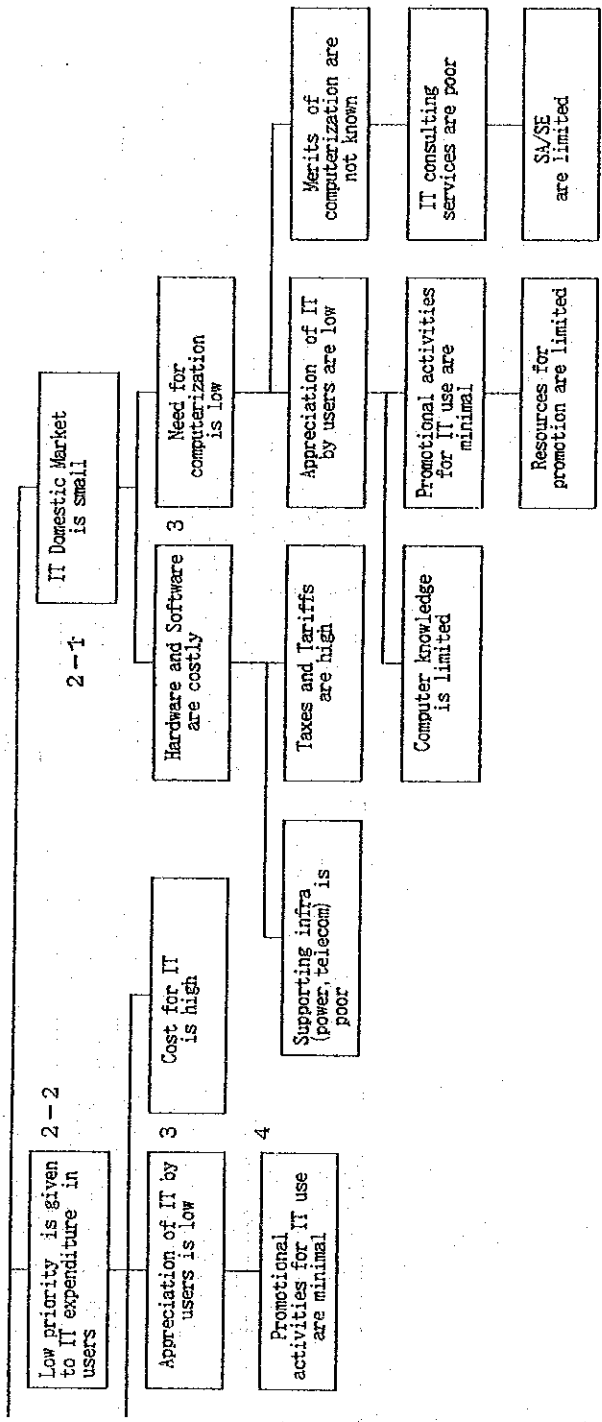 Low priority is given
to IT expenditure in
users
2-2
IT Domestic Market
is small
2-1
Appreciation of IT by
users is low
3
Cost for IT
is high
Hardware and Software
are costly
3
Need for
computerization
is low
Promotional
activities for IT use
are minimal
4
Supporting infra
(power, telecom) is
poor
Taxes and Tariffs
are high
Appreciation of IT
by users are low
Merits of
computerization are
not known
Computer knowledge
is limited
Promotional activities
for IT use are
minimal
IT consulting
services are poor
Resources for
promotion are limited
SA/SE
are limited